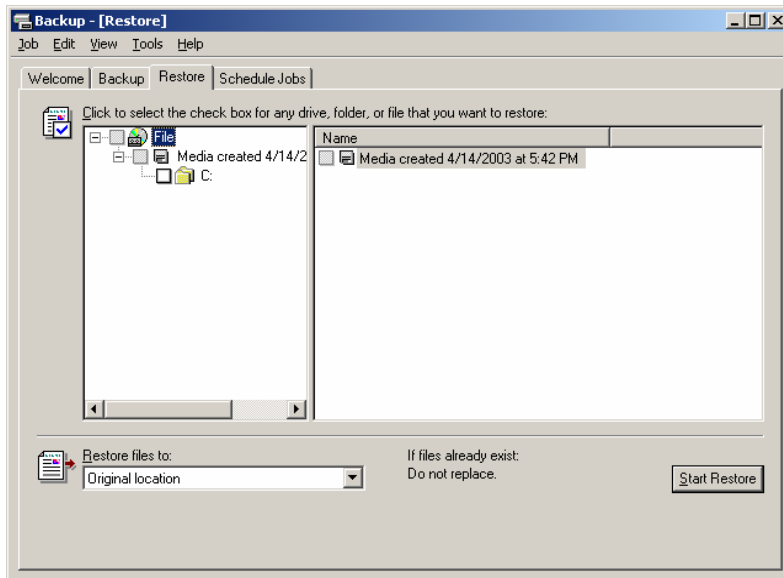 Backup - [Restore]
Job Edit View Tools Help
Welcome Backup Restore Schedule Jobs
Click to select the check box for any drive, folder, or file that you want to restore:
File
Media created 4/14/2
C:
Name
Media created 4/14/2003 at 5:42 PM
Restore files to:
Original location
If files already exist:
Do not replace.
Start Restore